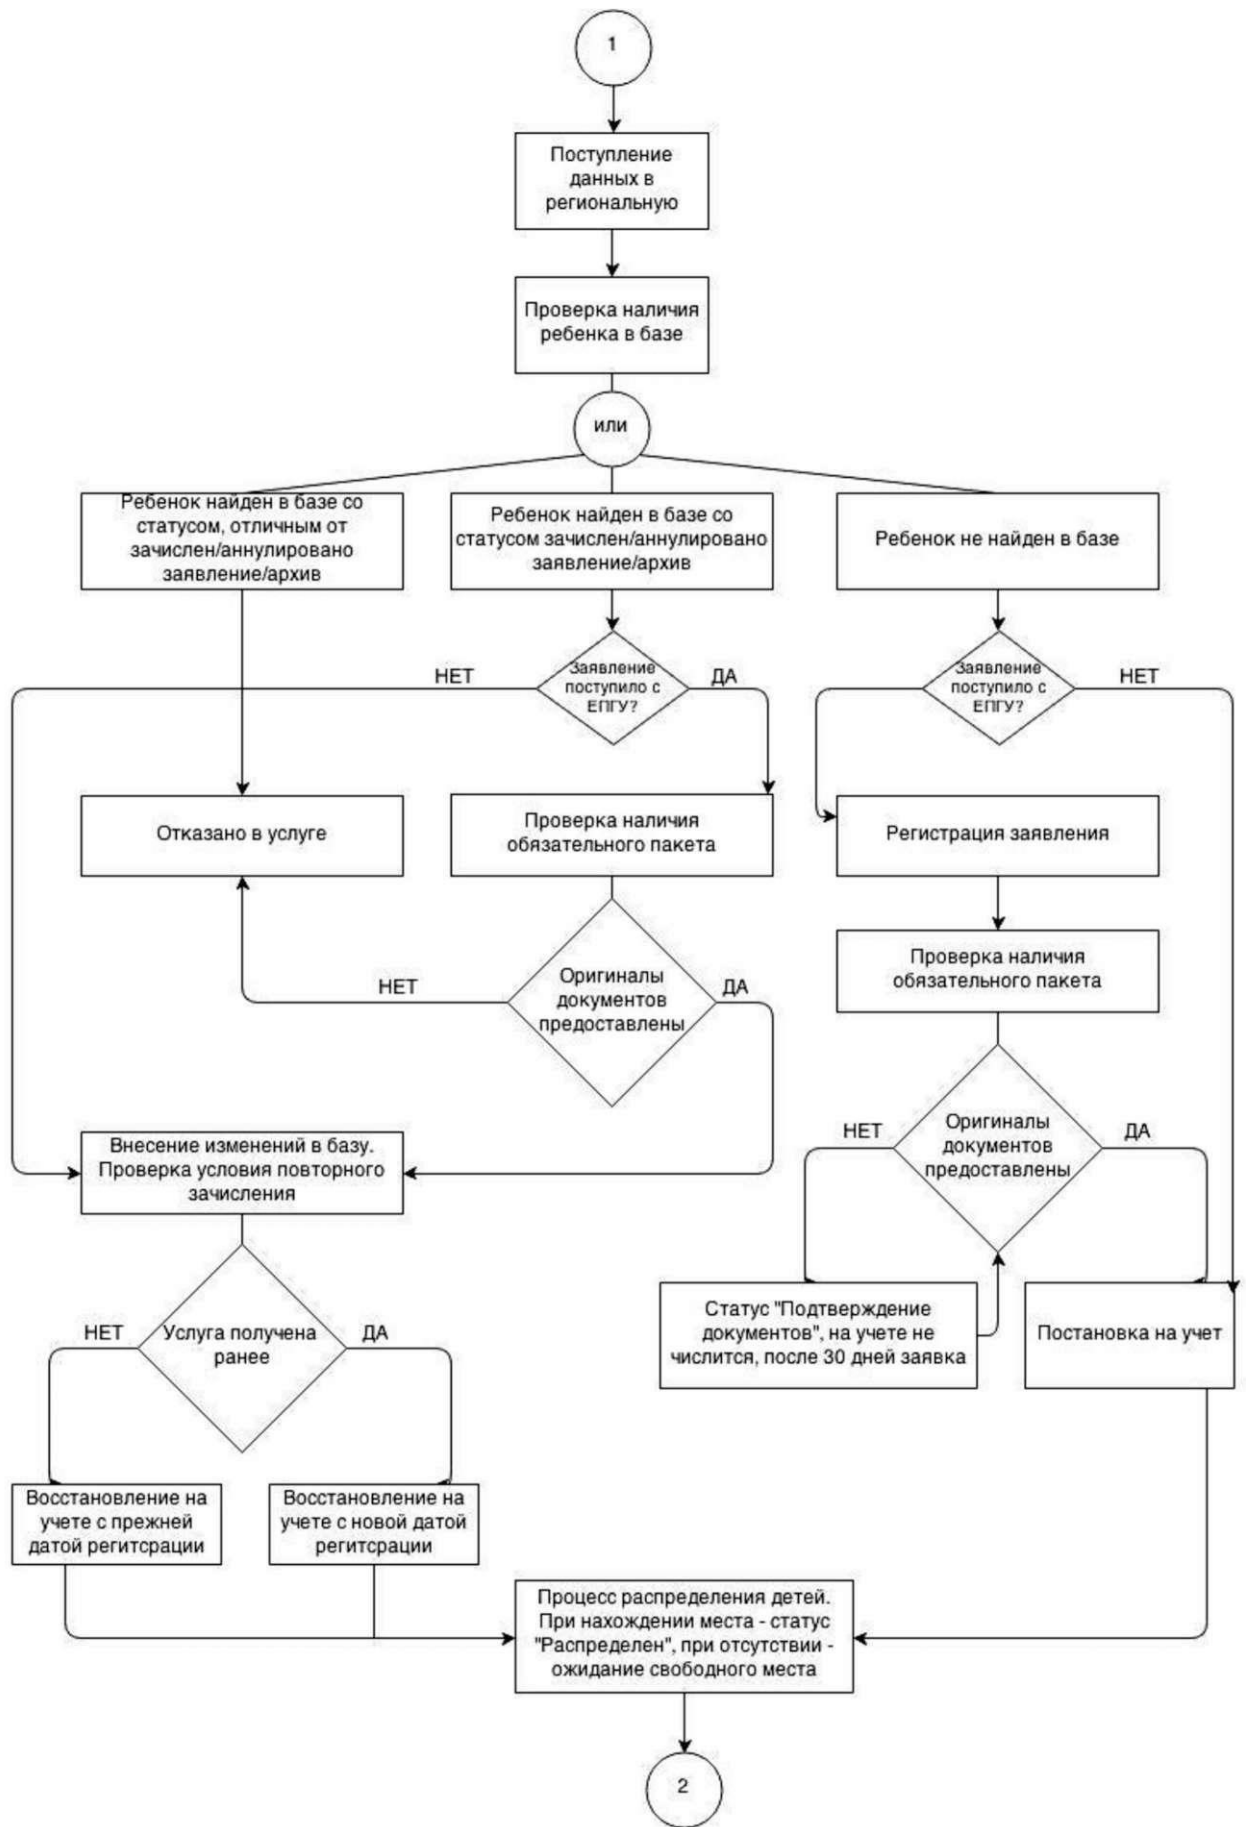 1
Поступление
данных в
региональную
Проверка наличия
ребенка в базе
или
Ребенок найден в базе со
статусом, отличным от
зачислен/аннулировано
заявление/архив
Ребенок найден в базе со
статусом зачислен/аннулировано
заявление/архив
Ребенок не найден в базе
НЕТ
Заявление
поступило с
ЕПГУ?
ДА
Заявление
поступило с
ЕПГУ?
НЕТ
Отказано в услуге
Проверка наличия
обязательного пакета
Регистрация заявления
Проверка наличия
обязательного пакета
НЕТ
Оригиналы
документов
предоставлены
ДА
НЕТ
Оригиналы
документов
предоставлены
ДА
Внесение изменений в базу.
Проверка условия повторного
зачисления
НЕТ
Услуга получена
ранее
ДА
Статус "Подтверждение
документов", на учете не
числится, после 30 дней заявка
Постановка на учет
Восстановление на
учете с прежней
датой регитсрации
Восстановление на
учете с новой датой
регитсрации
Процесс распределения детей.
При нахождении места - статус
"Распределен", при отсутствии -
ожидание свободного места
2